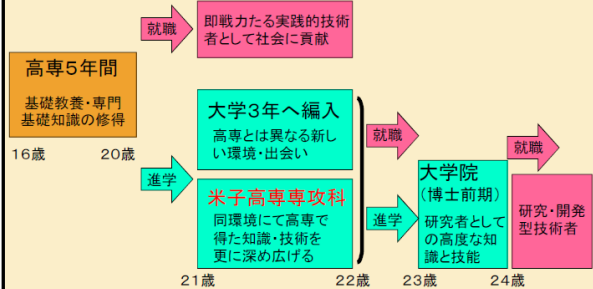 高専5年間
基礎教養・専門
基礎知識の修得
16歳
20歳
就職
即戦力たる実践的技術
者として社会に貢献
進学
大学3年へ編入
高専とは異なる新し
い環境・出会い
米子高専専攻科
同環境にて高専で
得た知識・技術を
更に深め広げる
21歳
22歳
就職
進学
大学院
(博士前期)
研究者として
の高度な知
識と技能
23歳
24歳
就職
研究・開発
型技術者